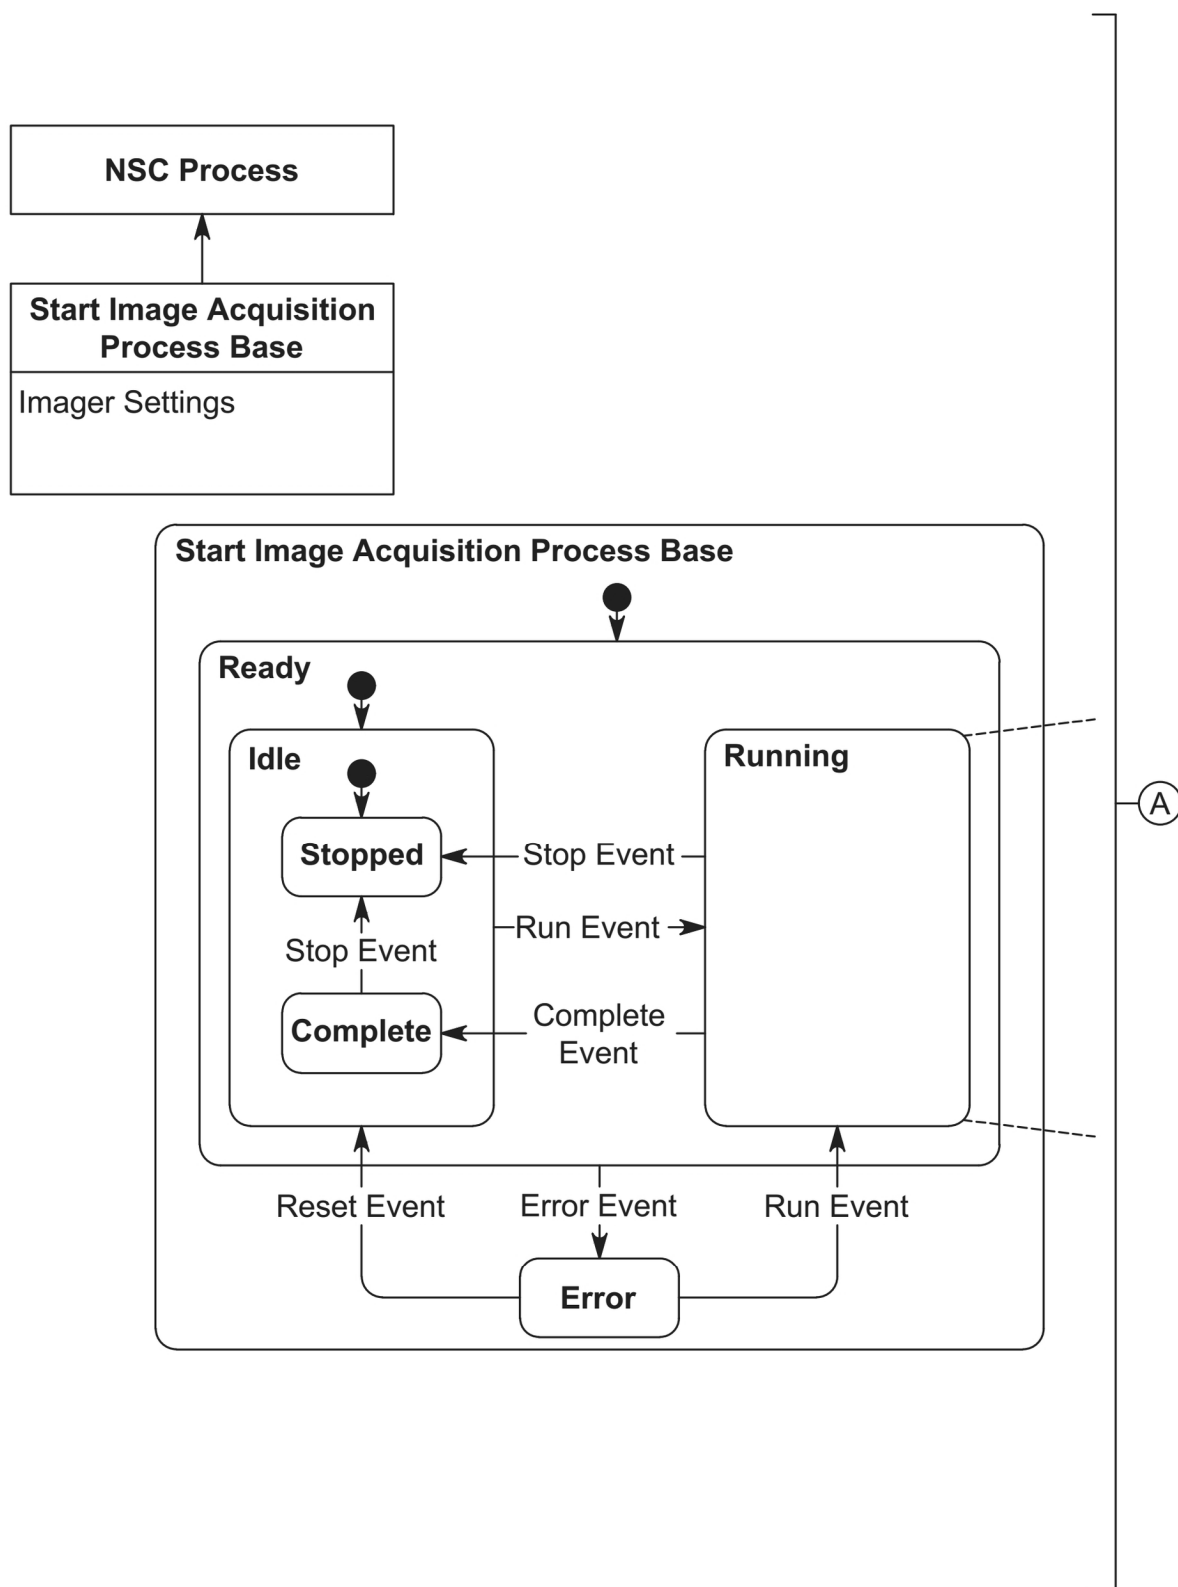 NSC Process
Start Image Acquisition
Process Base
Imager Settings
Start Image Acquisition Process Base
Ready
Idle
Running
A
Stopped
Stop Event
Run Event
Stop Event
Complete
Complete
Event
Reset Event
Error Event
Run Event
Error